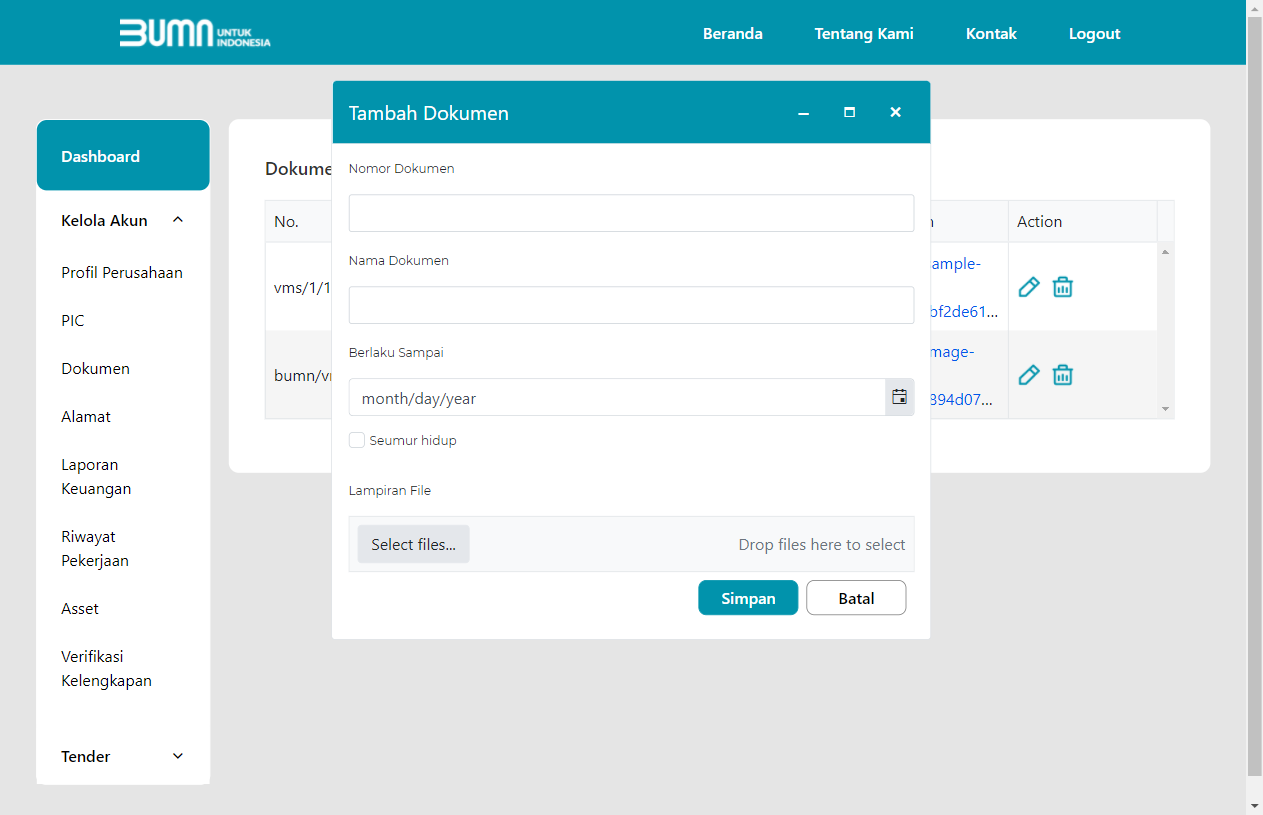 BUMN UNTUK INDONESIA
Beranda
Tentang Kami
Kontak
Logout
Dashboard
Kelola Akun
Profil Perusahaan
PIC
Dokumen
Alamat
Laporan
Keuangan
Riwayat
Pekerjaan
Asset
Verifikasi
Kelengkapan
Tender
Tambah Dokumen
Nomor Dokumen
Nama Dokumen
Berlaku Sampai
month/day/year
Seumur hidup
Lampiran File
Select files...
Drop files here to select
Simpan
Batal
Dokume
No.
Action
vms/1/1
ample-
bf2de61...
bumn/v
mage-
894d07...